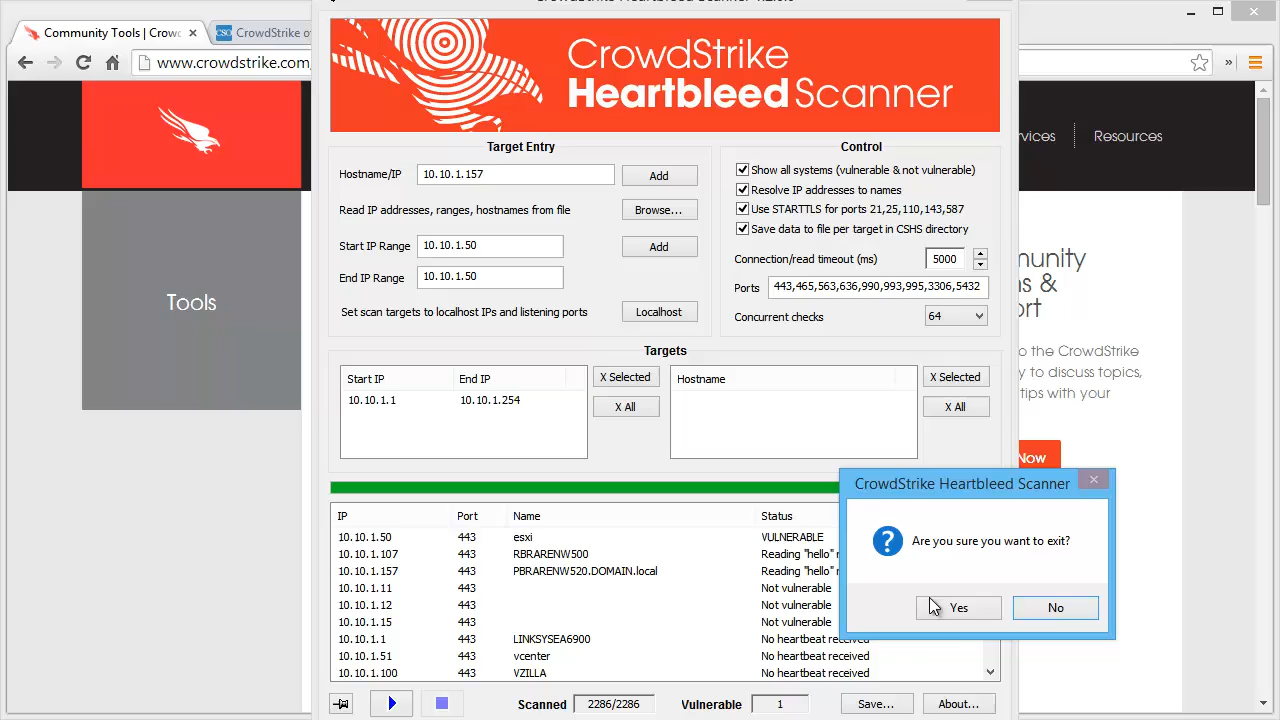 Community Tools | Crowd
CSO
CrowdStrike o
www.crowdstrike.com
Tools
CrowdStrike
Heartbleed Scanner
Target Entry
Hostname/IP
10.10.1.157
Add
Read IP addresses, ranges, hostnames from file
Browse...
Start IP Range
10.10.1.50
Add
End IP Range
10.10.1.50
Set scan targets to localhost IPs and listening ports
Localhost
Control
Show all systems (vulnerable & not vulnerable)
Resolve IP addresses to names
Use STARTTLS for ports 21,25,110,143,587
Save data to file per target in CSHS directory
Connection/read timeout (ms)
5000
Ports
443,465,563,636,990,993,995,3306,5432
Concurrent checks
64
Targets
Start IP End IP
10.10.1.1 10.10.1.254
X Selected
X All
Hostname
X Selected
X All
IP Port Name Status
10.10.1.50 443 esxi VULNERABLE
10.10.1.107 443 RBRARENW500 Reading "hello"
10.10.1.157 443 PBRARENW520.DOMAIN.local Reading "hello"
10.10.1.11 443 Not vulnerable
10.10.1.12 443 Not vulnerable
10.10.1.15 443 Not vulnerable
10.10.1.1 443 LINKSYSEA6900 No heartbeat received
10.10.1.51 443 vcenter No heartbeat received
10.10.1.100 443 VZILLA No heartbeat received
Scanned 2286/2286 Vulnerable 1
Save...
About...
CrowdStrike Heartbleed Scanner
Are you sure you want to exit?
Yes
No
rvices
Resources
munity
ns &
ort
o the CrowdStrike
y to discuss topics,
tips with your
Now